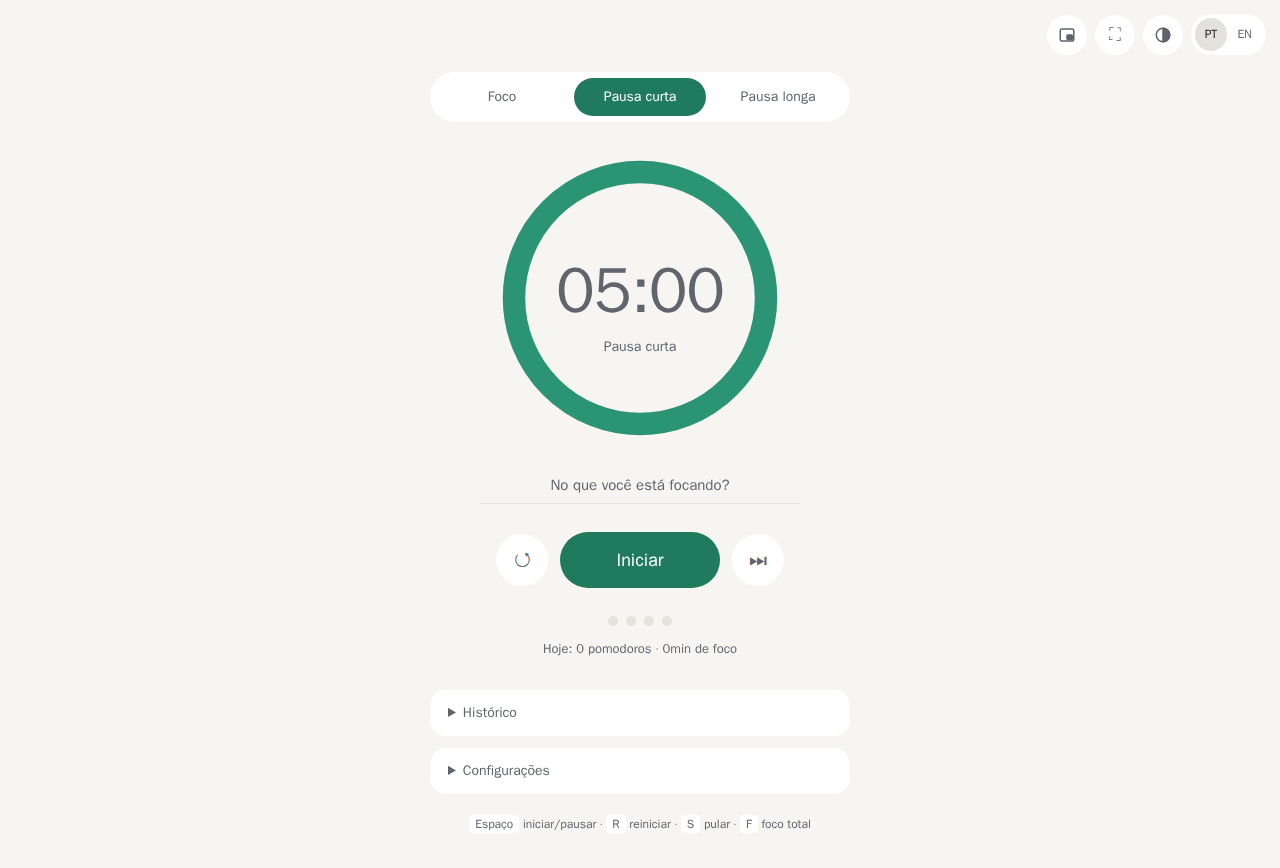 PT EN
Foco Pausa curta Pausa longa
05:00
Pausa curta
No que você está focando?
Iniciar
Hoje: 0 pomodoros · 0min de foco
Histórico
Configurações
Espaço iniciar/pausar · R reiniciar · S pular · F foco total